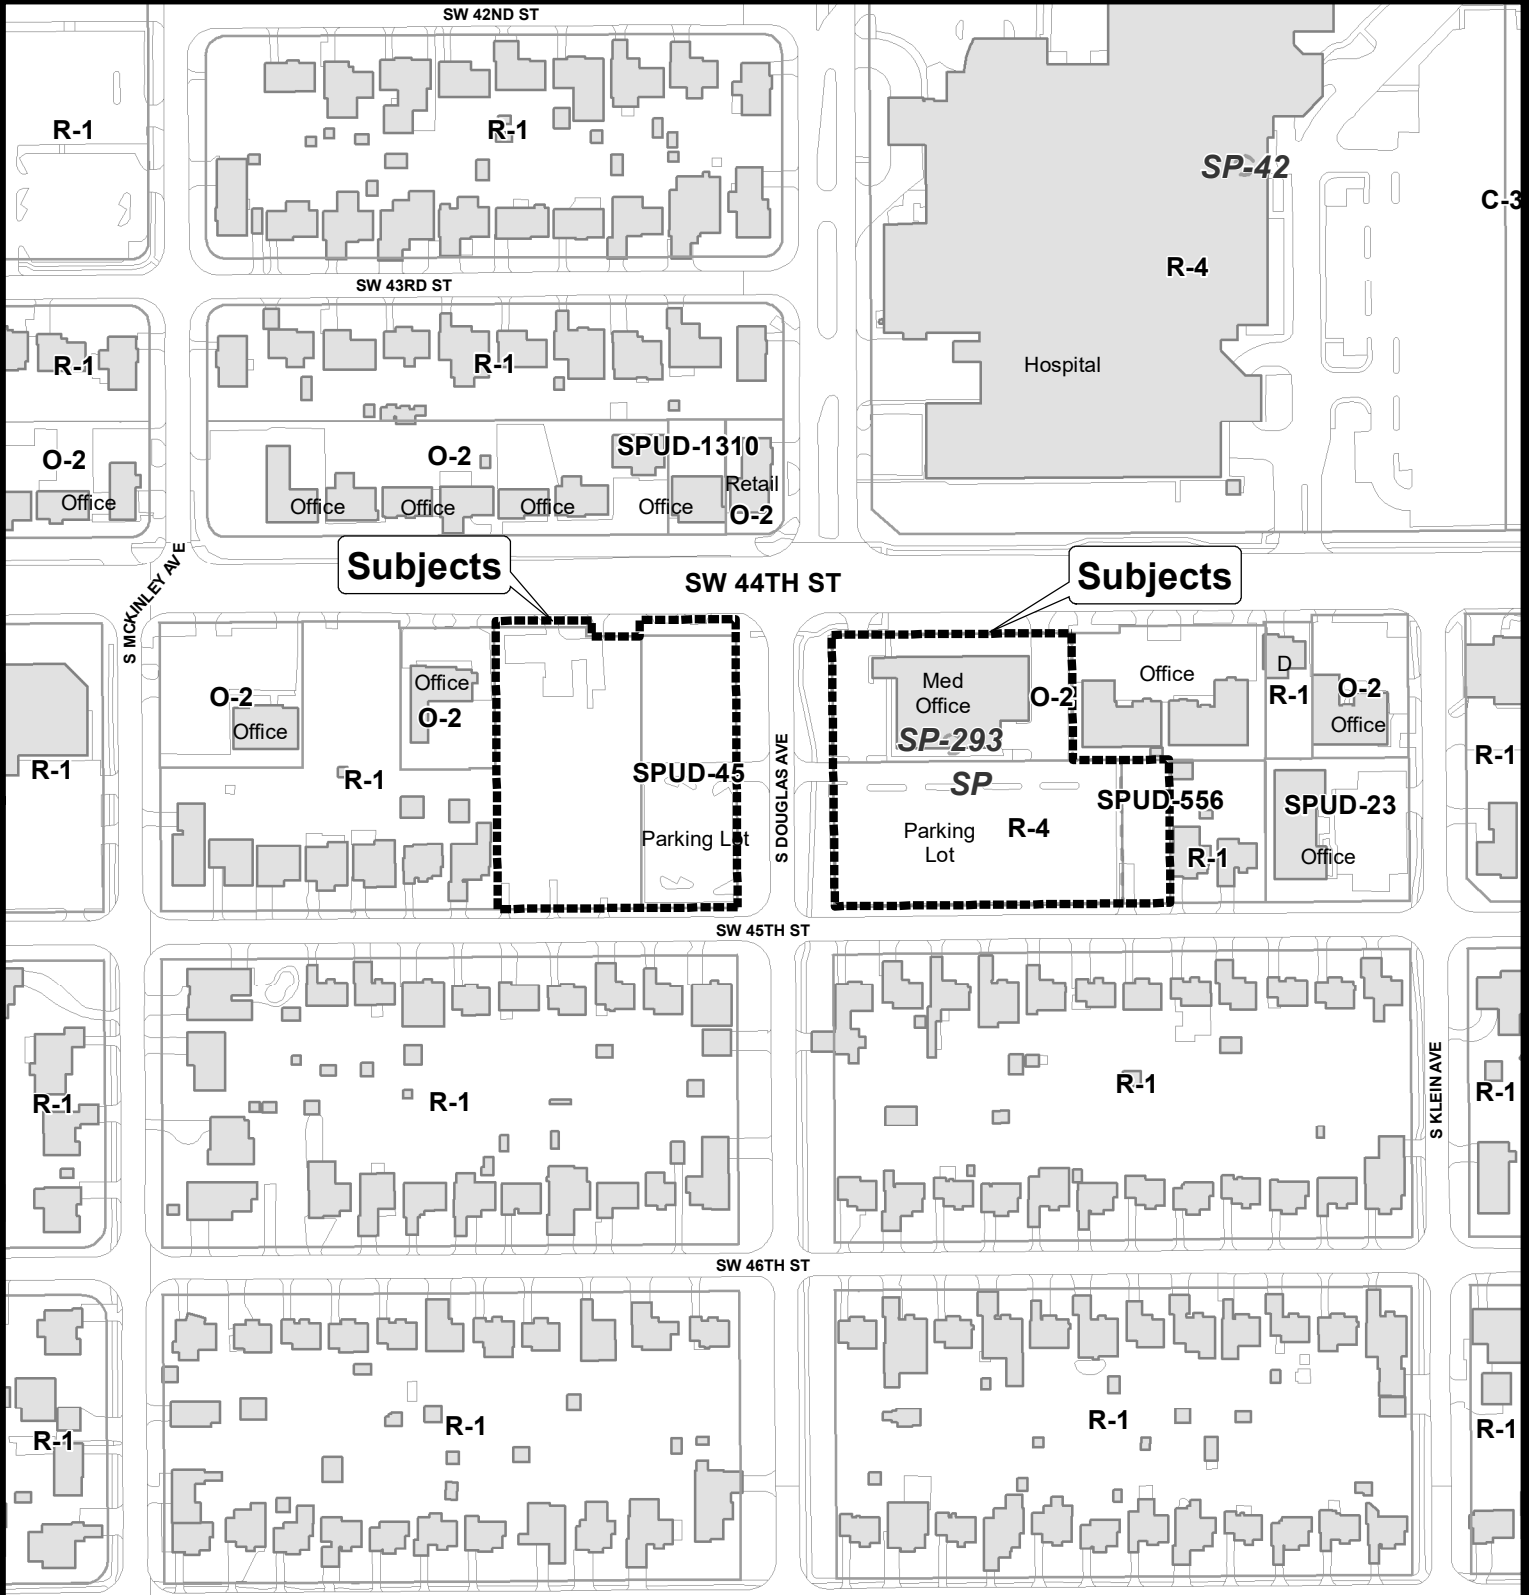 SW 42ND ST
R-1
R-1
SP-42
C-3
R-4
SW 43RD ST
R-1
R-1
Hospital
O-2
O-2
SPUD-1310
Office
Office
Office
Office
Office
Retail
O-2
S MCKINLEY AVE
Subjects
SW 44TH ST
Subjects
O-2
Office
Office
O-2
R-1
R-1
SPUD-45
Parking Lot
S DOUGLAS AVE
Med
Office
O-2
SP-293
SP
Parking
Lot
R-4
SPUD-556
Office
D
R-1
O-2
Office
R-1
SPUD-23
Office
R-1
SW 45TH ST
R-1
R-1
R-1
S KLEIN AVE
R-1
SW 46TH ST
R-1
R-1
R-1
R-1